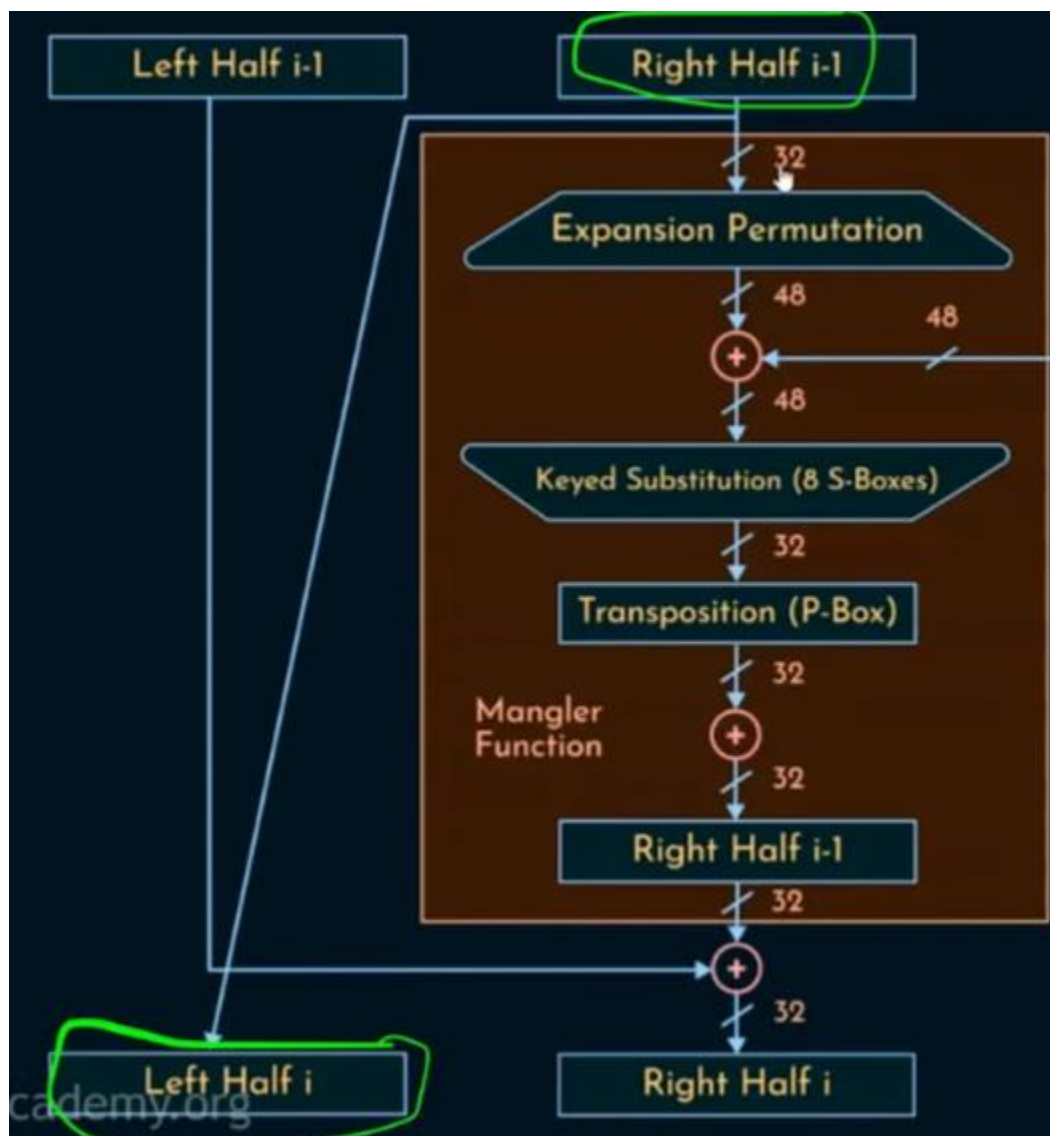 Left Half i-1
Right Half i-1
32
Expansion Permutation
48
48
+
48
Keyed Substitution (8 S-Boxes)
32
Transposition (P-Box)
32
Mangler
Function
+
32
Right Half i-1
32
+
32
Left Half i
Right Half i
cademy.org